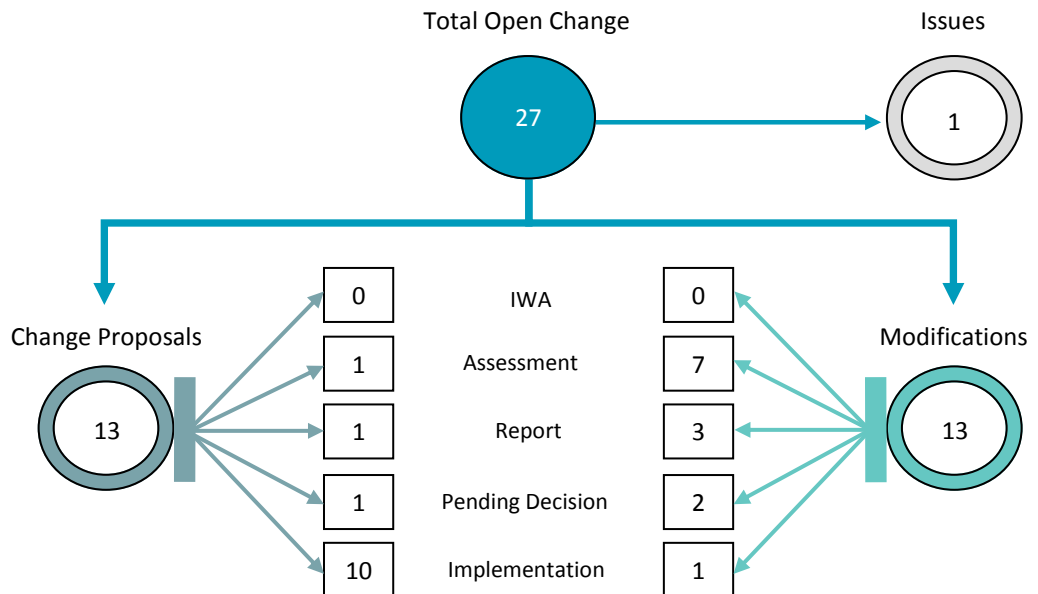 Total Open Change
Issues
27
1
Change Proposals
Modifications
13
13
0 IWA 0
1 Assessment 7
1 Report 3
1 Pending Decision 2
10 Implementation 1